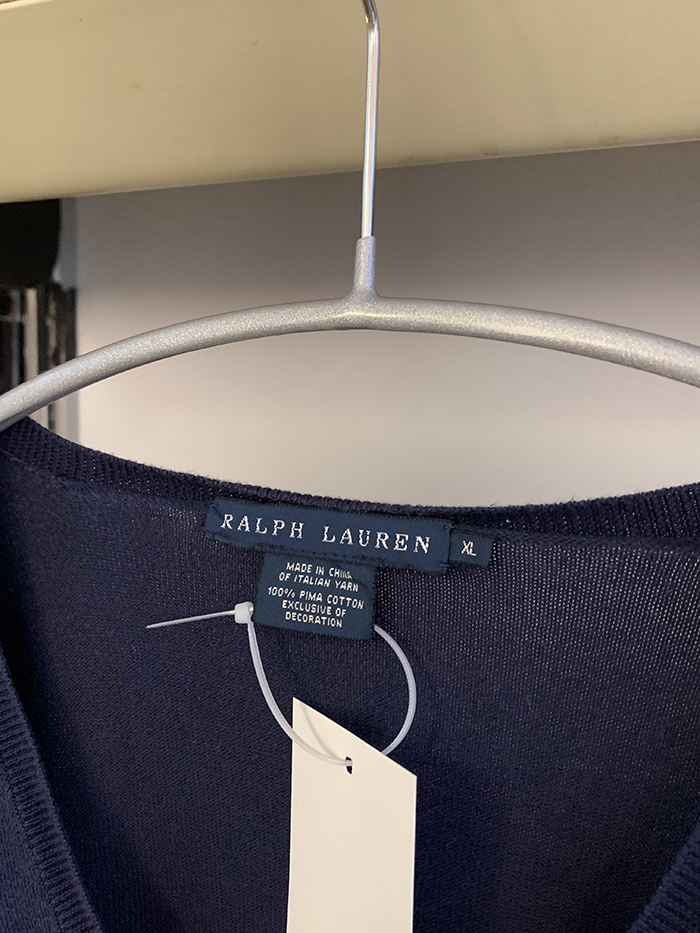 RALPH LAUREN
XL
MADE IN CHINA
OF ITALIAN YARN
100% PIMA COTTON
EXCLUSIVE OF
DECORATION